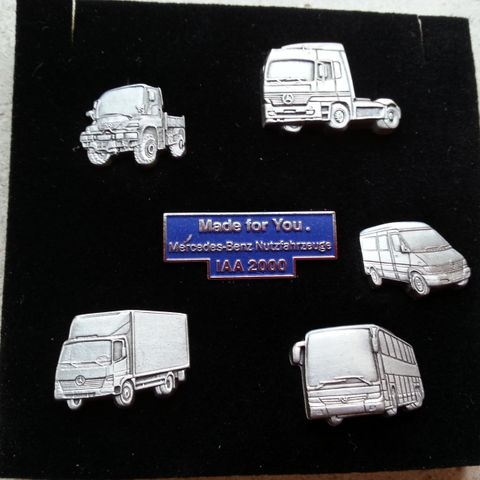 Made for You.
Mercedes-Benz Nutzfahrzeuge
IAA 2000